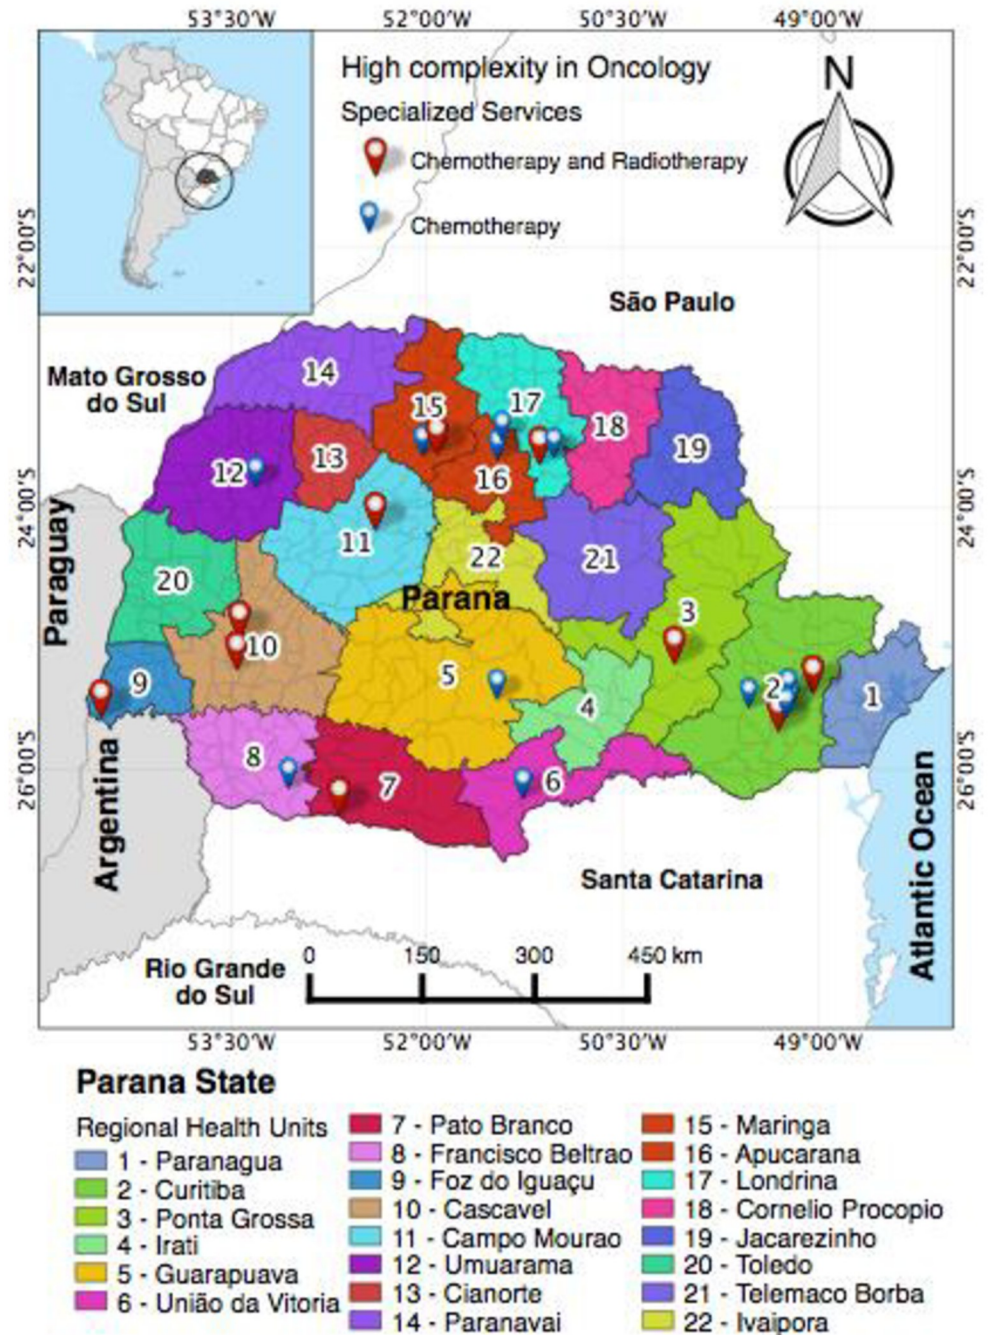 53°30′W 52°00′W 50°30′W 49°00′W
High complexity in Oncology
Specialized Services
Chemotherapy and Radiotherapy
Chemotherapy
N
22°00′S 22°00′S
São Paulo
Mato Grosso
do Sul
14
15
17
18
19
13
12
16
24°00′S 24°00′S
11
22
21
20
Paraguay
Parana
3
10
5
9
2
1
4
8
7
6
26°00′S 26°00′S
Argentina
Atlantic Ocean
Santa Catarina
Rio Grande
do Sul
0 150 300 450 km
53°30′W 52°00′W 50°30′W 49°00′W
Parana State
Regional Health Units
1 - Paranagua
2 - Curitiba
3 - Ponta Grossa
4 - Irati
5 - Guarapuava
6 - União da Vitoria
7 - Pato Branco
8 - Francisco Beltrao
9 - Foz do Iguaçu
10 - Cascavel
11 - Campo Mourao
12 - Umuarama
13 - Cianorte
14 - Paranavai
15 - Maringa
16 - Apucarana
17 - Londrina
18 - Cornelio Procopio
19 - Jacarezinho
20 - Toledo
21 - Telemaco Borba
22 - Ivaipora